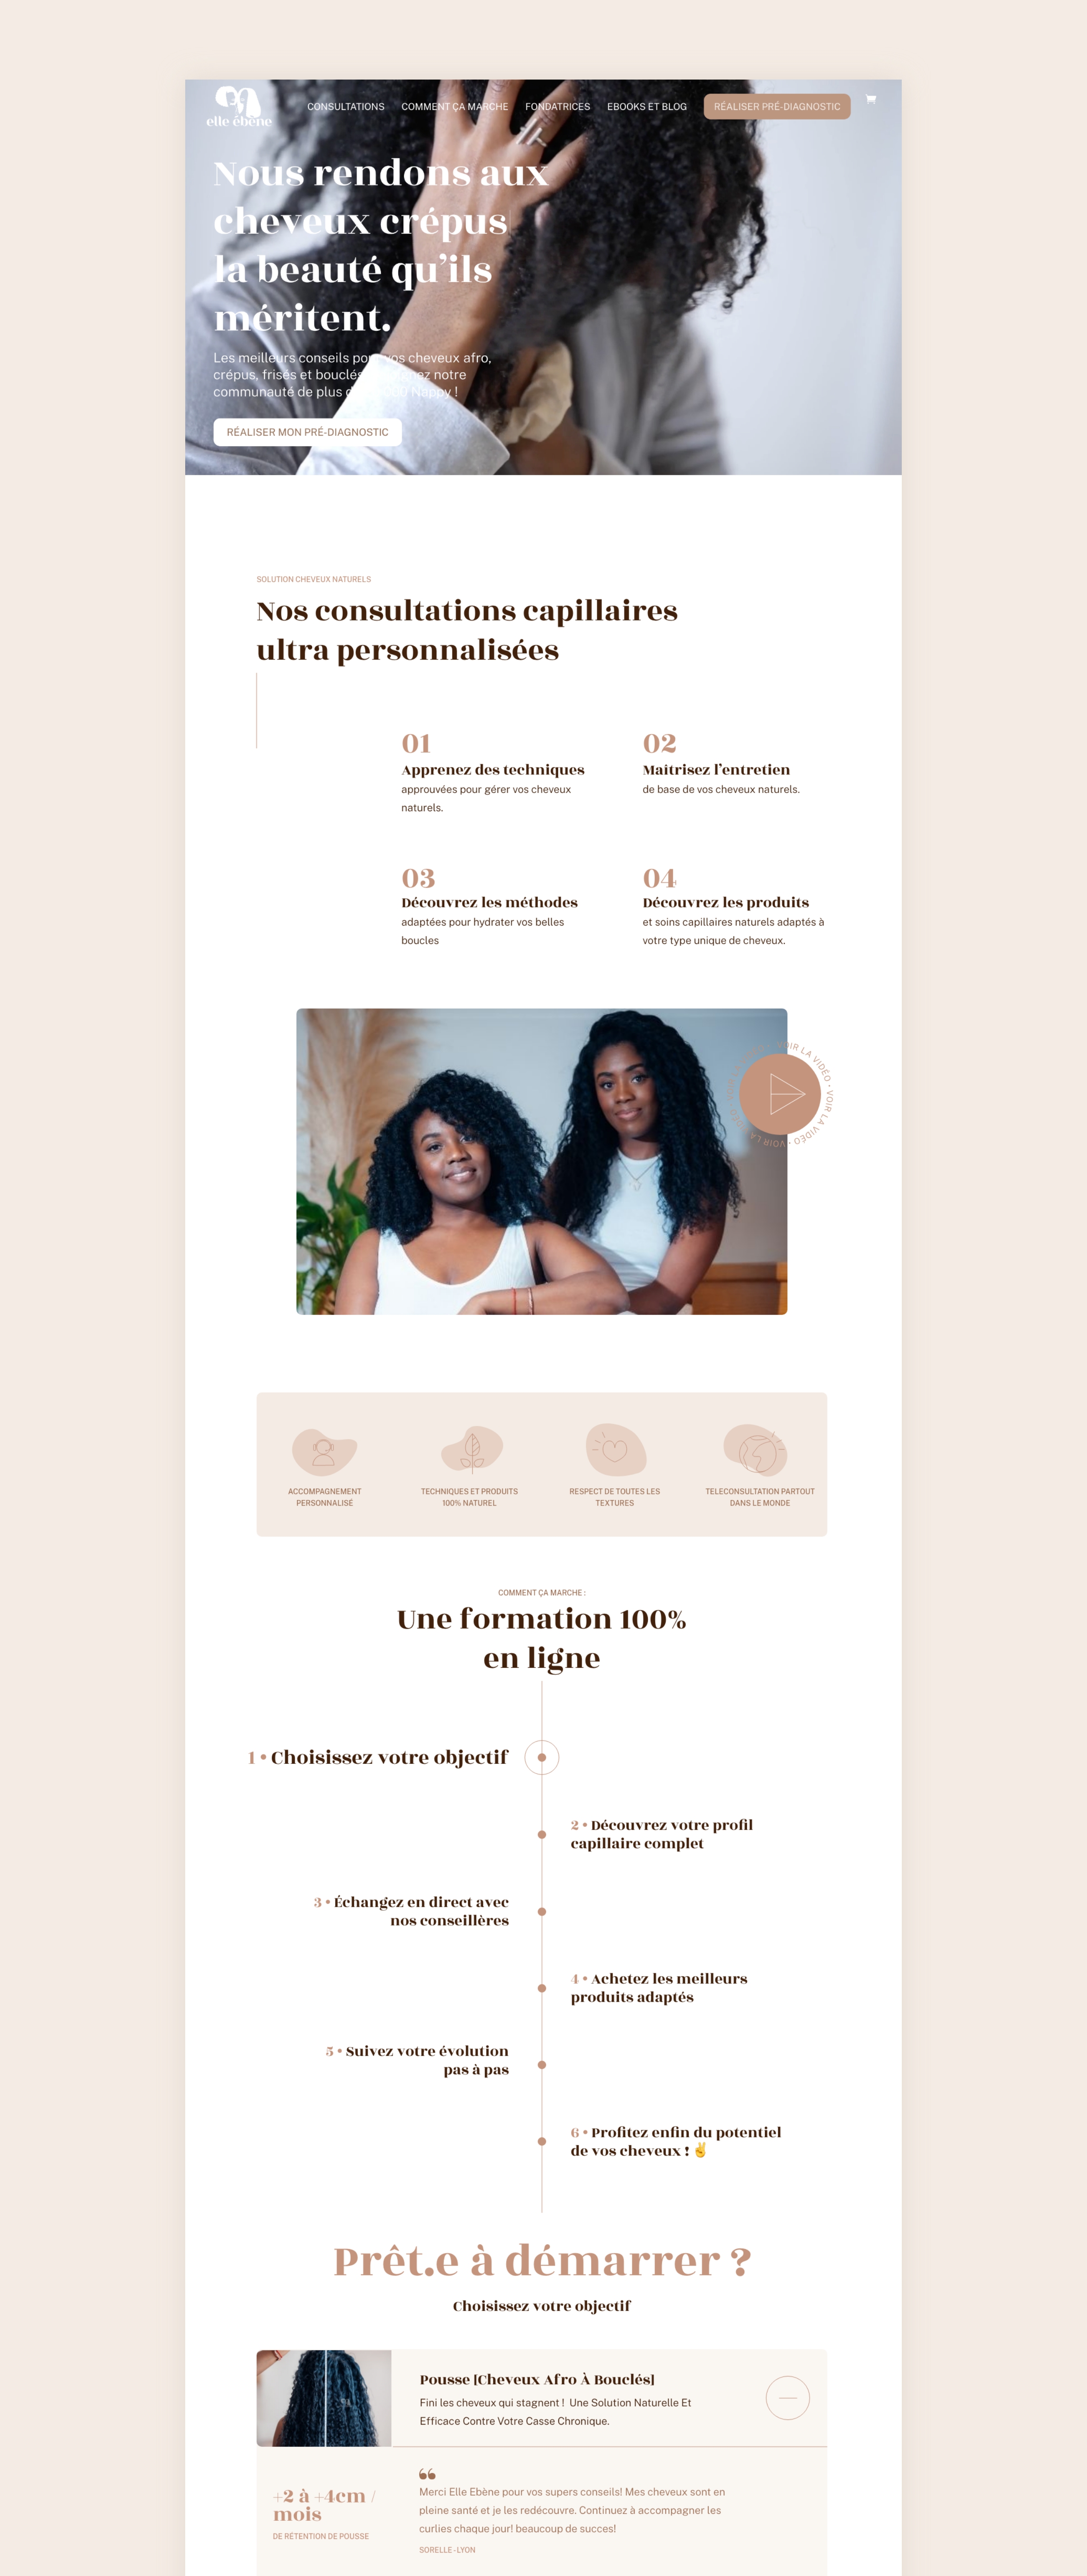 elle ébène
CONSULTATIONS COMMENT ÇA MARCHE FONDATRICES EBOOKS ET BLOG RÉALISER PRÉ-DIAGNOSTIC
Nous rendons aux
cheveux crépus
la beauté qu’ils
méritent.
Les meilleurs conseils pour vos cheveux afro,
crépus, frisés et bouclés
notre
communauté de plus
Nappy !
RÉALISER MON PRÉ-DIAGNOSTIC
SOLUTION CHEVEUX NATURELS
Nos consultations capillaires
ultra personnalisées
01
Apprenez des techniques
approuvées pour gérer vos cheveux
naturels.
02
Maîtrisez l’entretien
de base de vos cheveux naturels.
03
Découvrez les méthodes
adaptées pour hydrater vos belles
boucles
04
Découvrez les produits
et soins capillaires naturels adaptés à
votre type unique de cheveux.
VOIR LA VIDÉO • VOIR LA VIDÉO • VOIR LA
ACCOMPAGNEMENT
PERSONNALISÉ
TECHNIQUES ET PRODUITS
100% NATUREL
RESPECT DE TOUTES LES
TEXTURES
TELECONSULTATION PARTOUT
DANS LE MONDE
COMMENT ÇA MARCHE :
Une formation 100%
en ligne
1 • Choisissez votre objectif
2 • Découvrez votre profil
capillaire complet
3 • Échangez en direct avec
nos conseillères
4 • Achetez les meilleurs
produits adaptés
5 • Suivez votre évolution
pas à pas
6 • Profitez enfin du potentiel
de vos cheveux ! ✌️
Prêt.e à démarrer ?
Choisissez votre objectif
Pousse [Cheveux Afro À Bouclés]
Fini les cheveux qui stagnent ! Une Solution Naturelle Et
Efficace Contre Votre Casse Chronique.
+2 à +4cm /
mois
DE RÉTENTION DE POUSSE
❝
Merci Elle Ebène pour vos supers conseils! Mes cheveux sont en
pleine santé et je les redécouvre. Continuez à accompagner les
curlies chaque jour! beaucoup de succes!
SORELLE - LYON